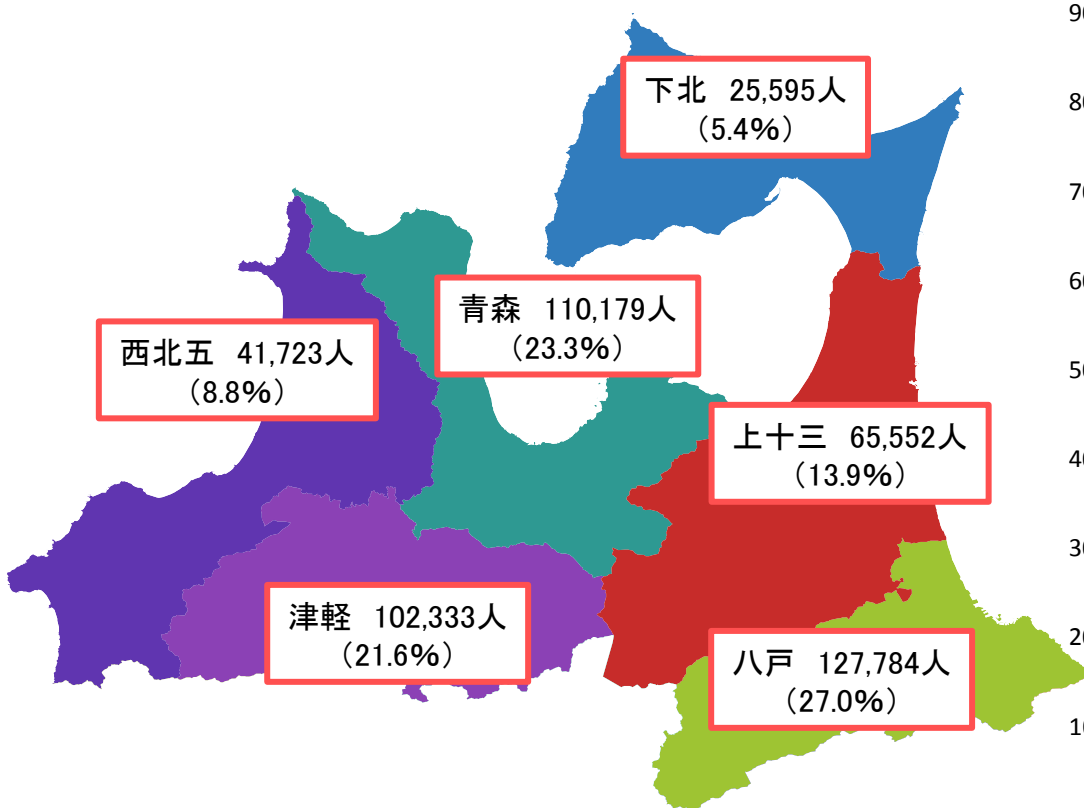 下北　25,595人
（5.4%）
青森　110,179人
（23.3%）
西北五　41,723人
（8.8%）
上十三　65,552人
（13.9%）
津軽　102,333人
（21.6%）
八戸　127,784人
（27.0%）